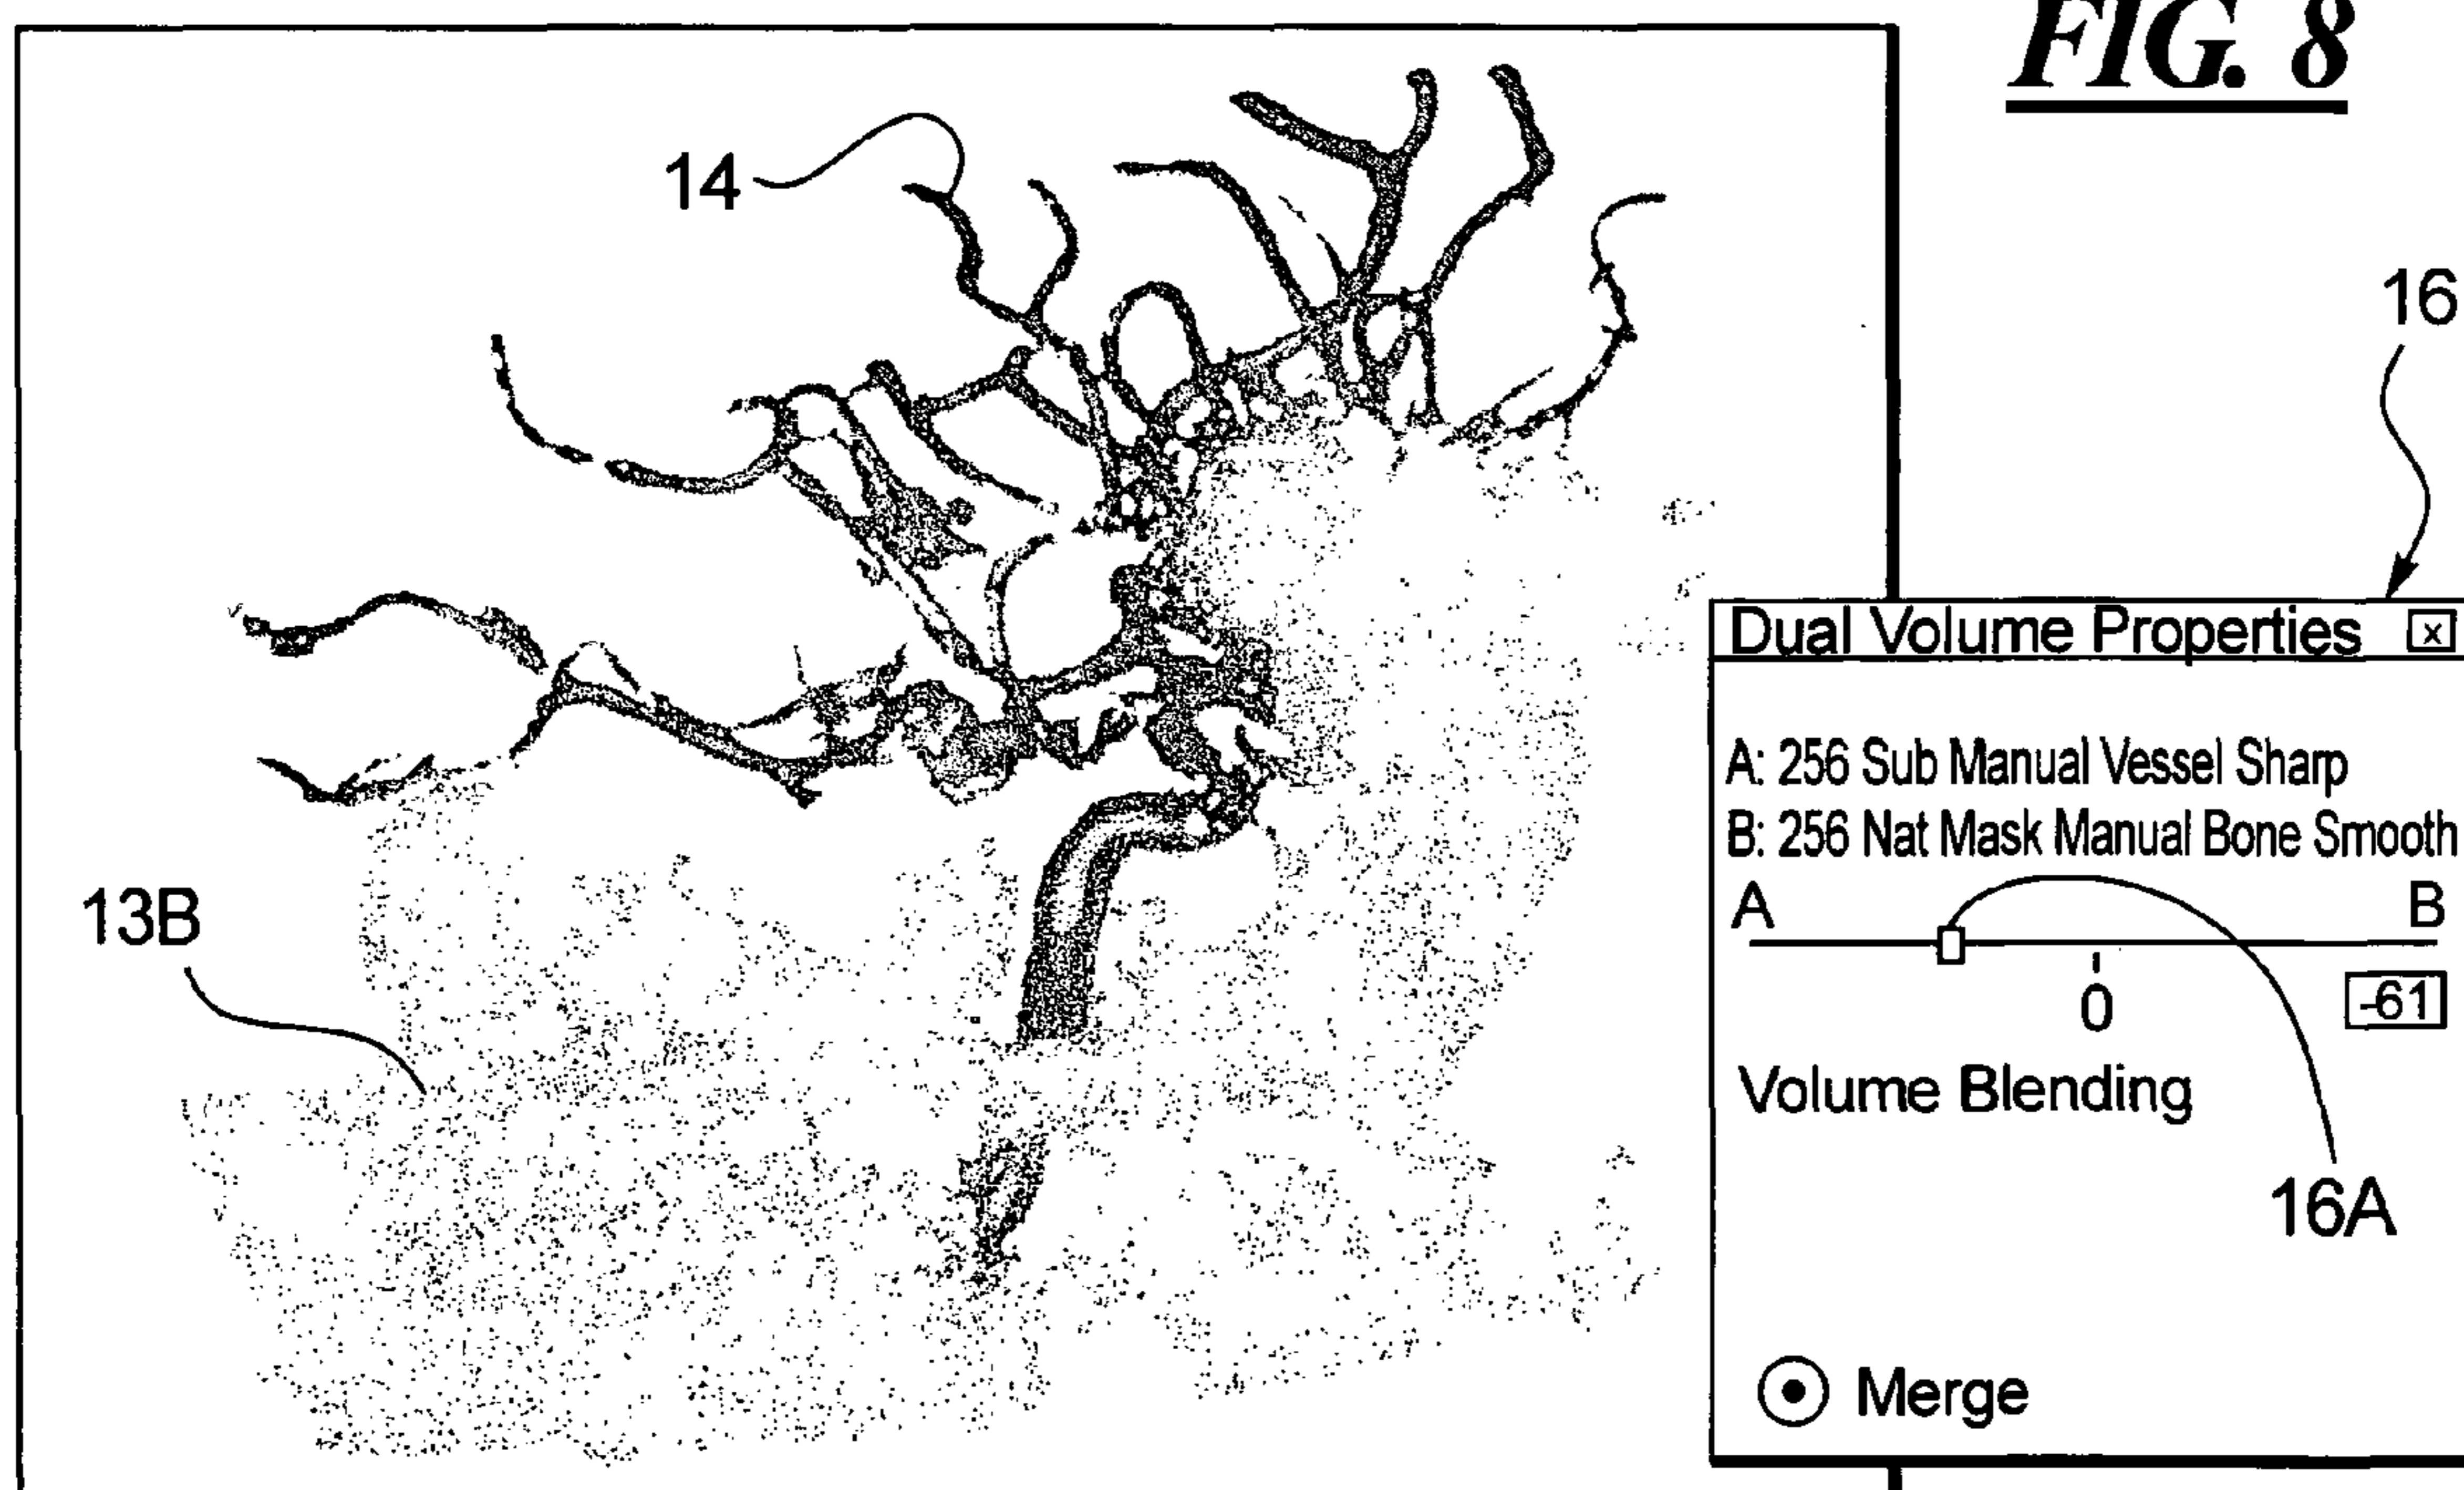 FIG. 8
14
16
Dual Volume Properties x
A: 256 Sub Manual Vessel Sharp
B: 256 Nat Mask Manual Bone Smooth
A B
13B
0 -61
Volume Blending
16A
Merge